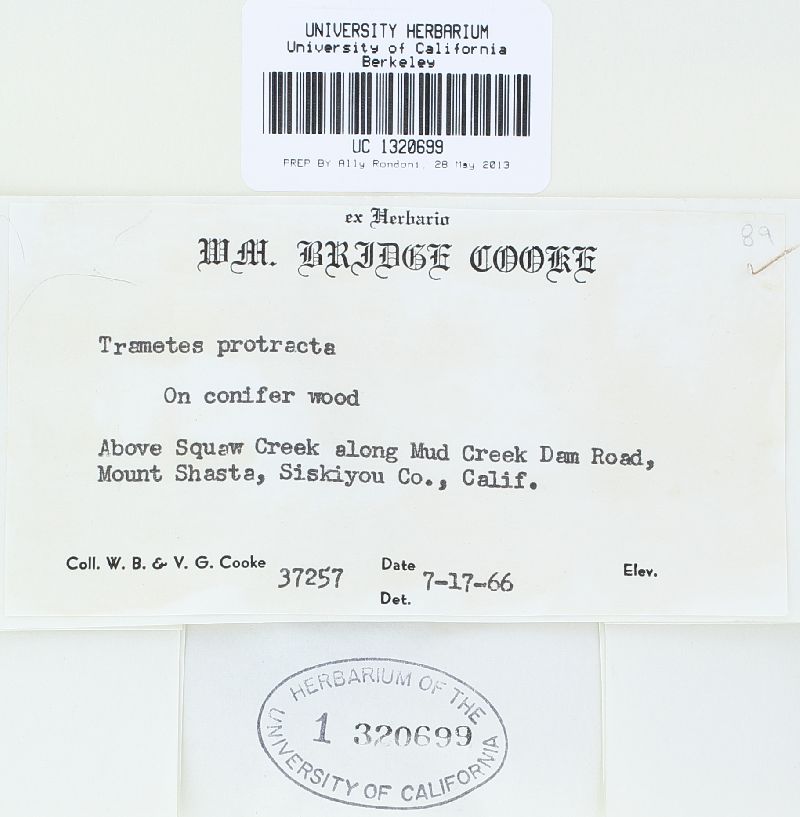 UNIVERSITY HERBARIUM
University of California
Berkeley
UC 1320699
PREP BY Ally Rondoni, 28 May 2013
ex Herbario
WM. BRIDGE COOKE
89
Trametes protracta
On conifer wood
Above Squaw Creek along Mud Creek Dam Road,
Mount Shasta, Siskiyou Co., Calif.
Coll. W. B. & V. G. Cooke 37257 Date 7-17-66 Elev.
Det.
HERBARIUM OF THE
1 320699
UNIVERSITY OF CALIFORNIA